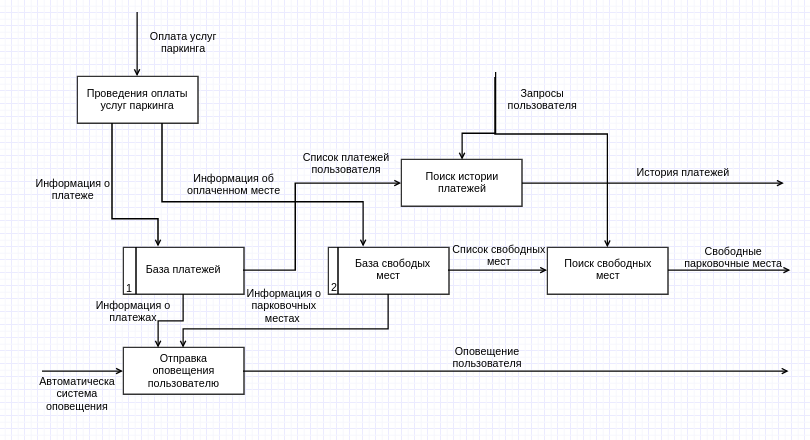 Оплата услуг
паркинга
Проведения оплаты
услуг паркинга
Запросы
пользователя
Список платежей
пользователя
Информация о
платеже
Информация об
оплаченном месте
Поиск истории
платежей
История платежей
База платежей
1
База свободых
мест
2
Список свободных
мест
Поиск свободных
мест
Свободные
парковочные места
Информация о
платежах
Информация о
парковочных
местах
Отправка
оповещения
пользователю
Оповещение
пользователя
Автоматическа
система
оповещения